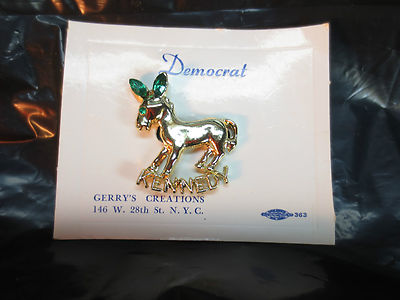 Democrat
KENNEDY
GERRY'S CREATIONS
146 W. 28th St. N.Y.C.
363